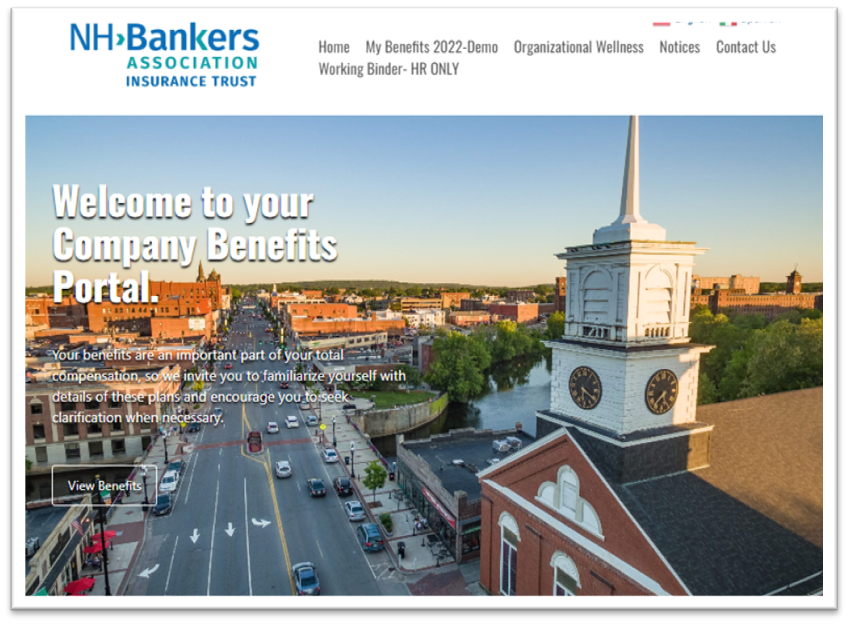 NH›Bankers
ASSOCIATION
INSURANCE TRUST
Home My Benefits 2022-Demo Organizational Wellness Notices Contact Us
Working Binder- HR ONLY
Welcome to your
Company Benefits
Portal.
Your benefits are an important part of your total
compensation, so we invite you to familiarize yourself with
details of these plans and encourage you to seek
clarification when necessary.
View Benefits